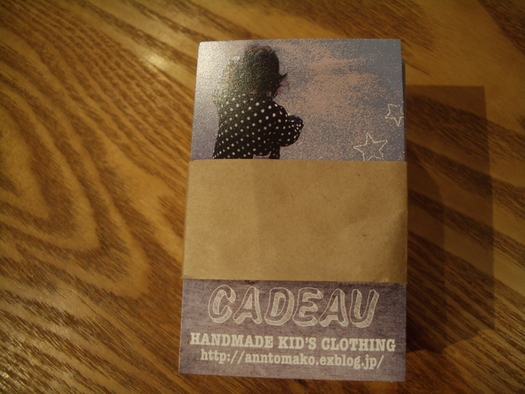 CADEAU
HANDMADE KID'S CLOTHING
http://anntomako.exblog.jp/